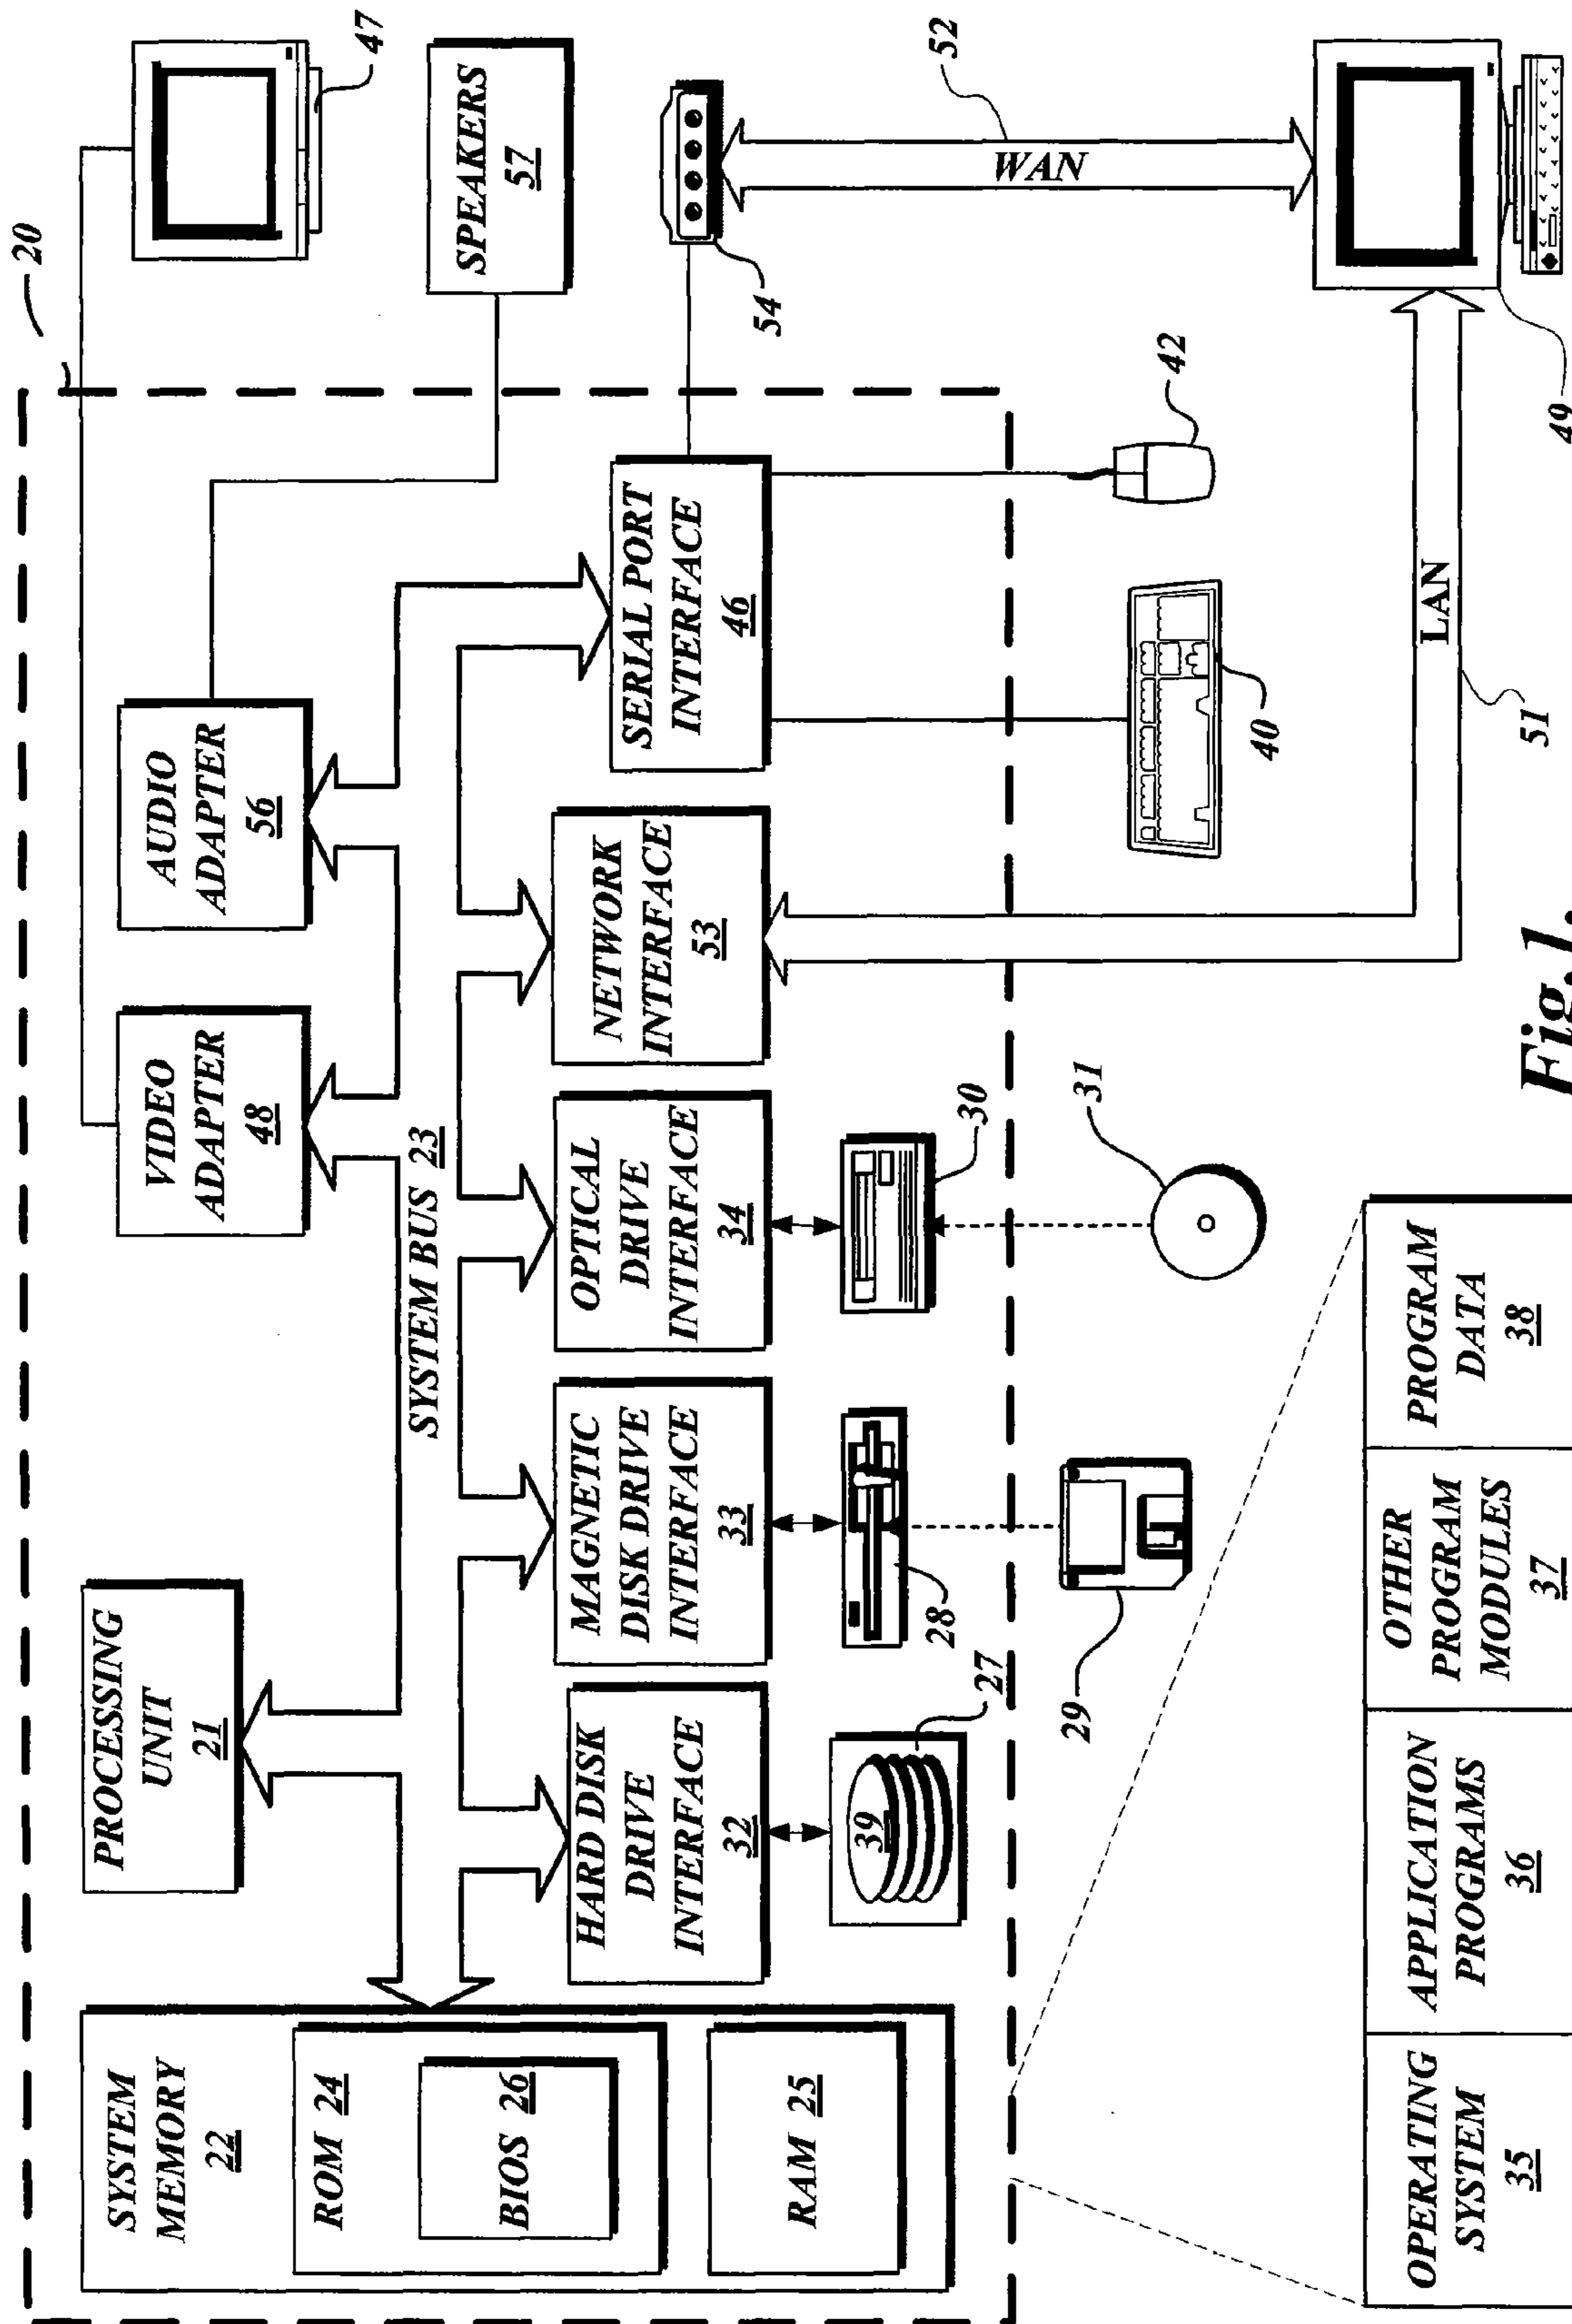 20
PROCESSING
UNIT
21
VIDEO
ADAPTER
48
AUDIO
ADAPTER
56
47
SYSTEM
MEMORY
22
ROM 24
BIOS 26
RAM 25
SYSTEM BUS 23
SPEAKERS
57
HARD DISK
DRIVE
INTERFACE
32
MAGNETIC
DISK DRIVE
INTERFACE
33
OPTICAL
DRIVE
INTERFACE
34
NETWORK
INTERFACE
53
SERIAL PORT
INTERFACE
46
54
39
27
28
30
52
WAN
29
31
40
42
OPERATING
SYSTEM
35
APPLICATION
PROGRAMS
36
OTHER
PROGRAM
MODULES
37
PROGRAM
DATA
38
LAN
51
49
Fig.1.